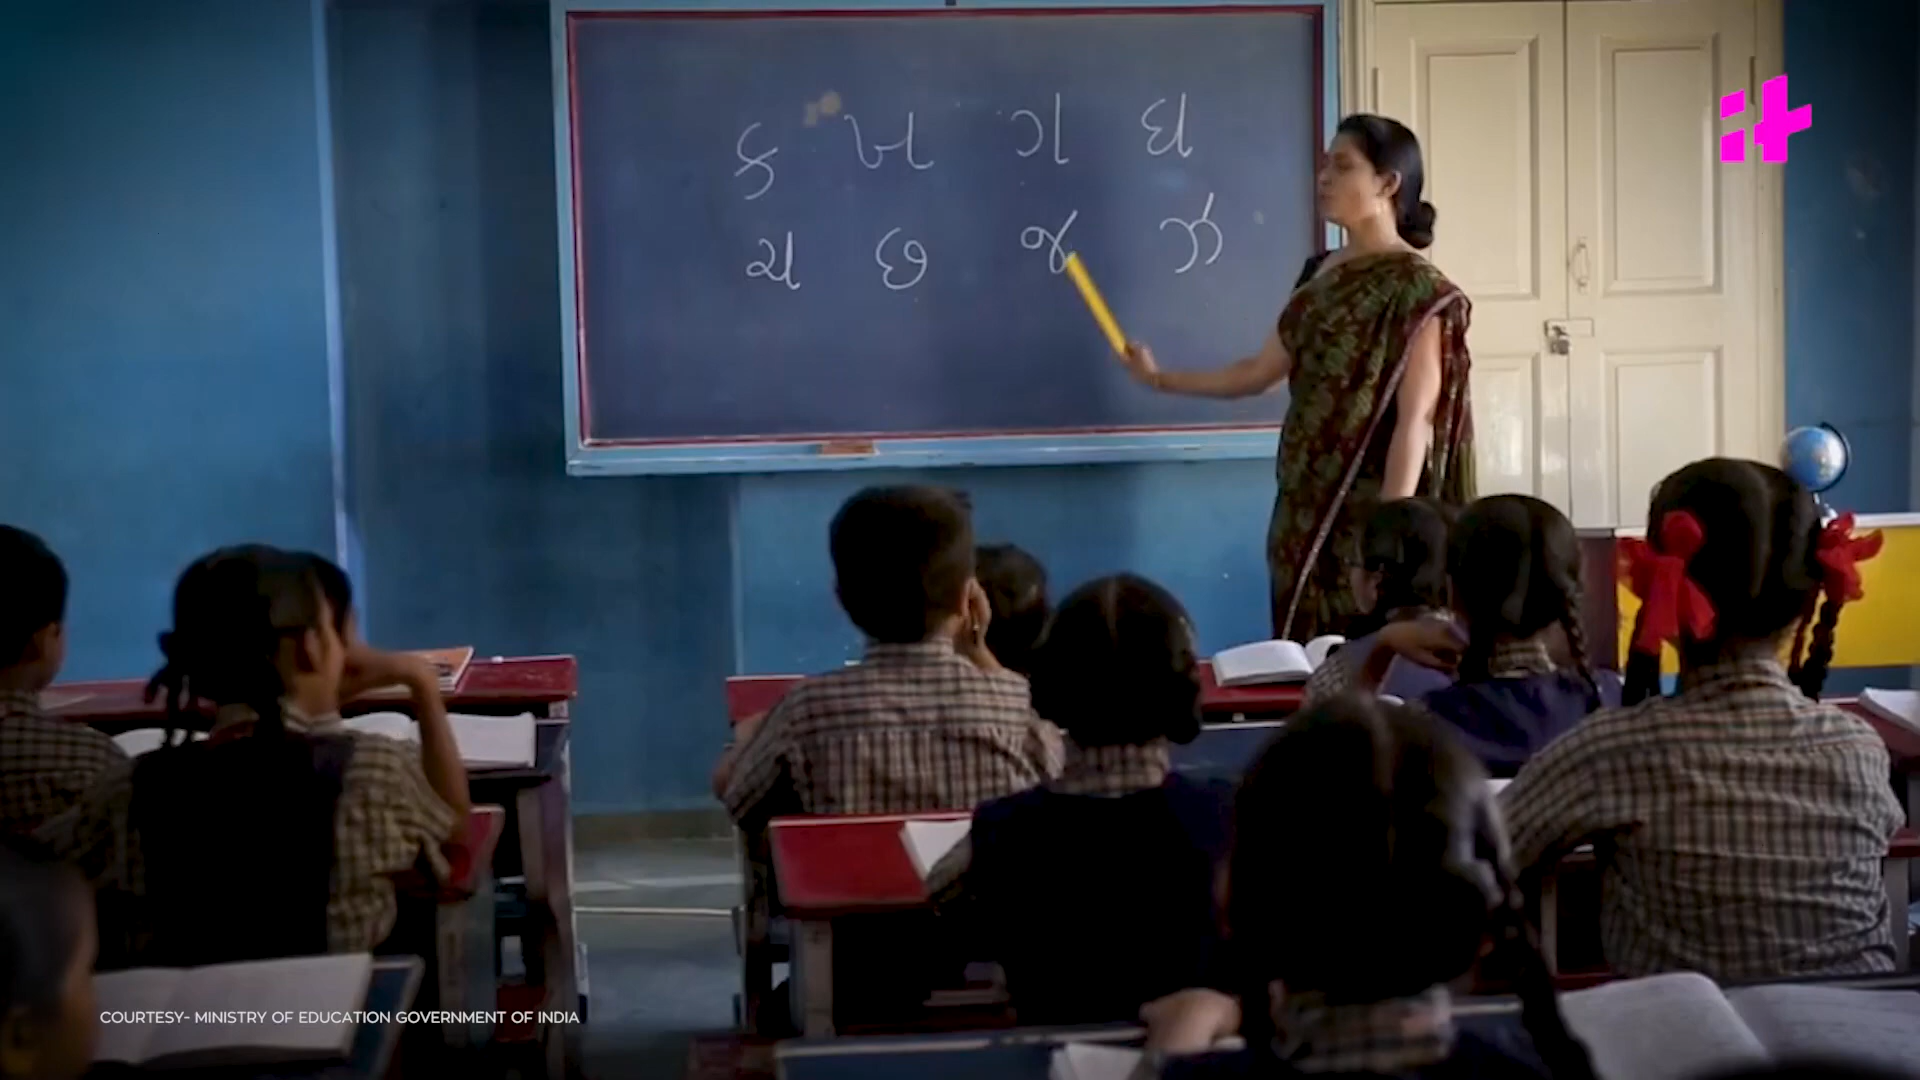 ક ખ ગ ઘ
ચ છ જ ઝ
COURTESY- MINISTRY OF EDUCATION GOVERNMENT OF INDIA